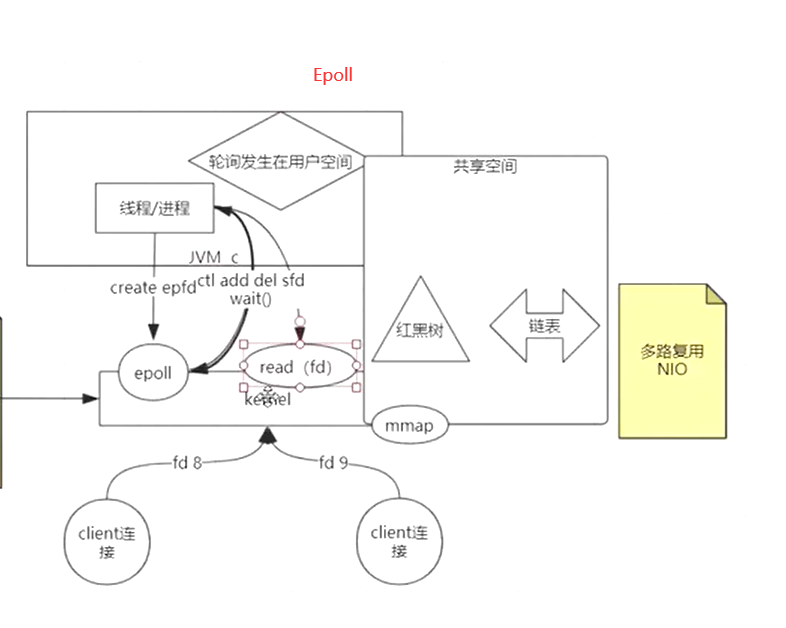 Epoll
轮询发生在用户空间
共享空间
线程/进程
JVM c
create epfd
ctl add del sfd
wait()
红黑树
链表
多路复用
NIO
epoll
read（fd）
kernel
mmap
fd 8
fd 9
client连
接
client连
接